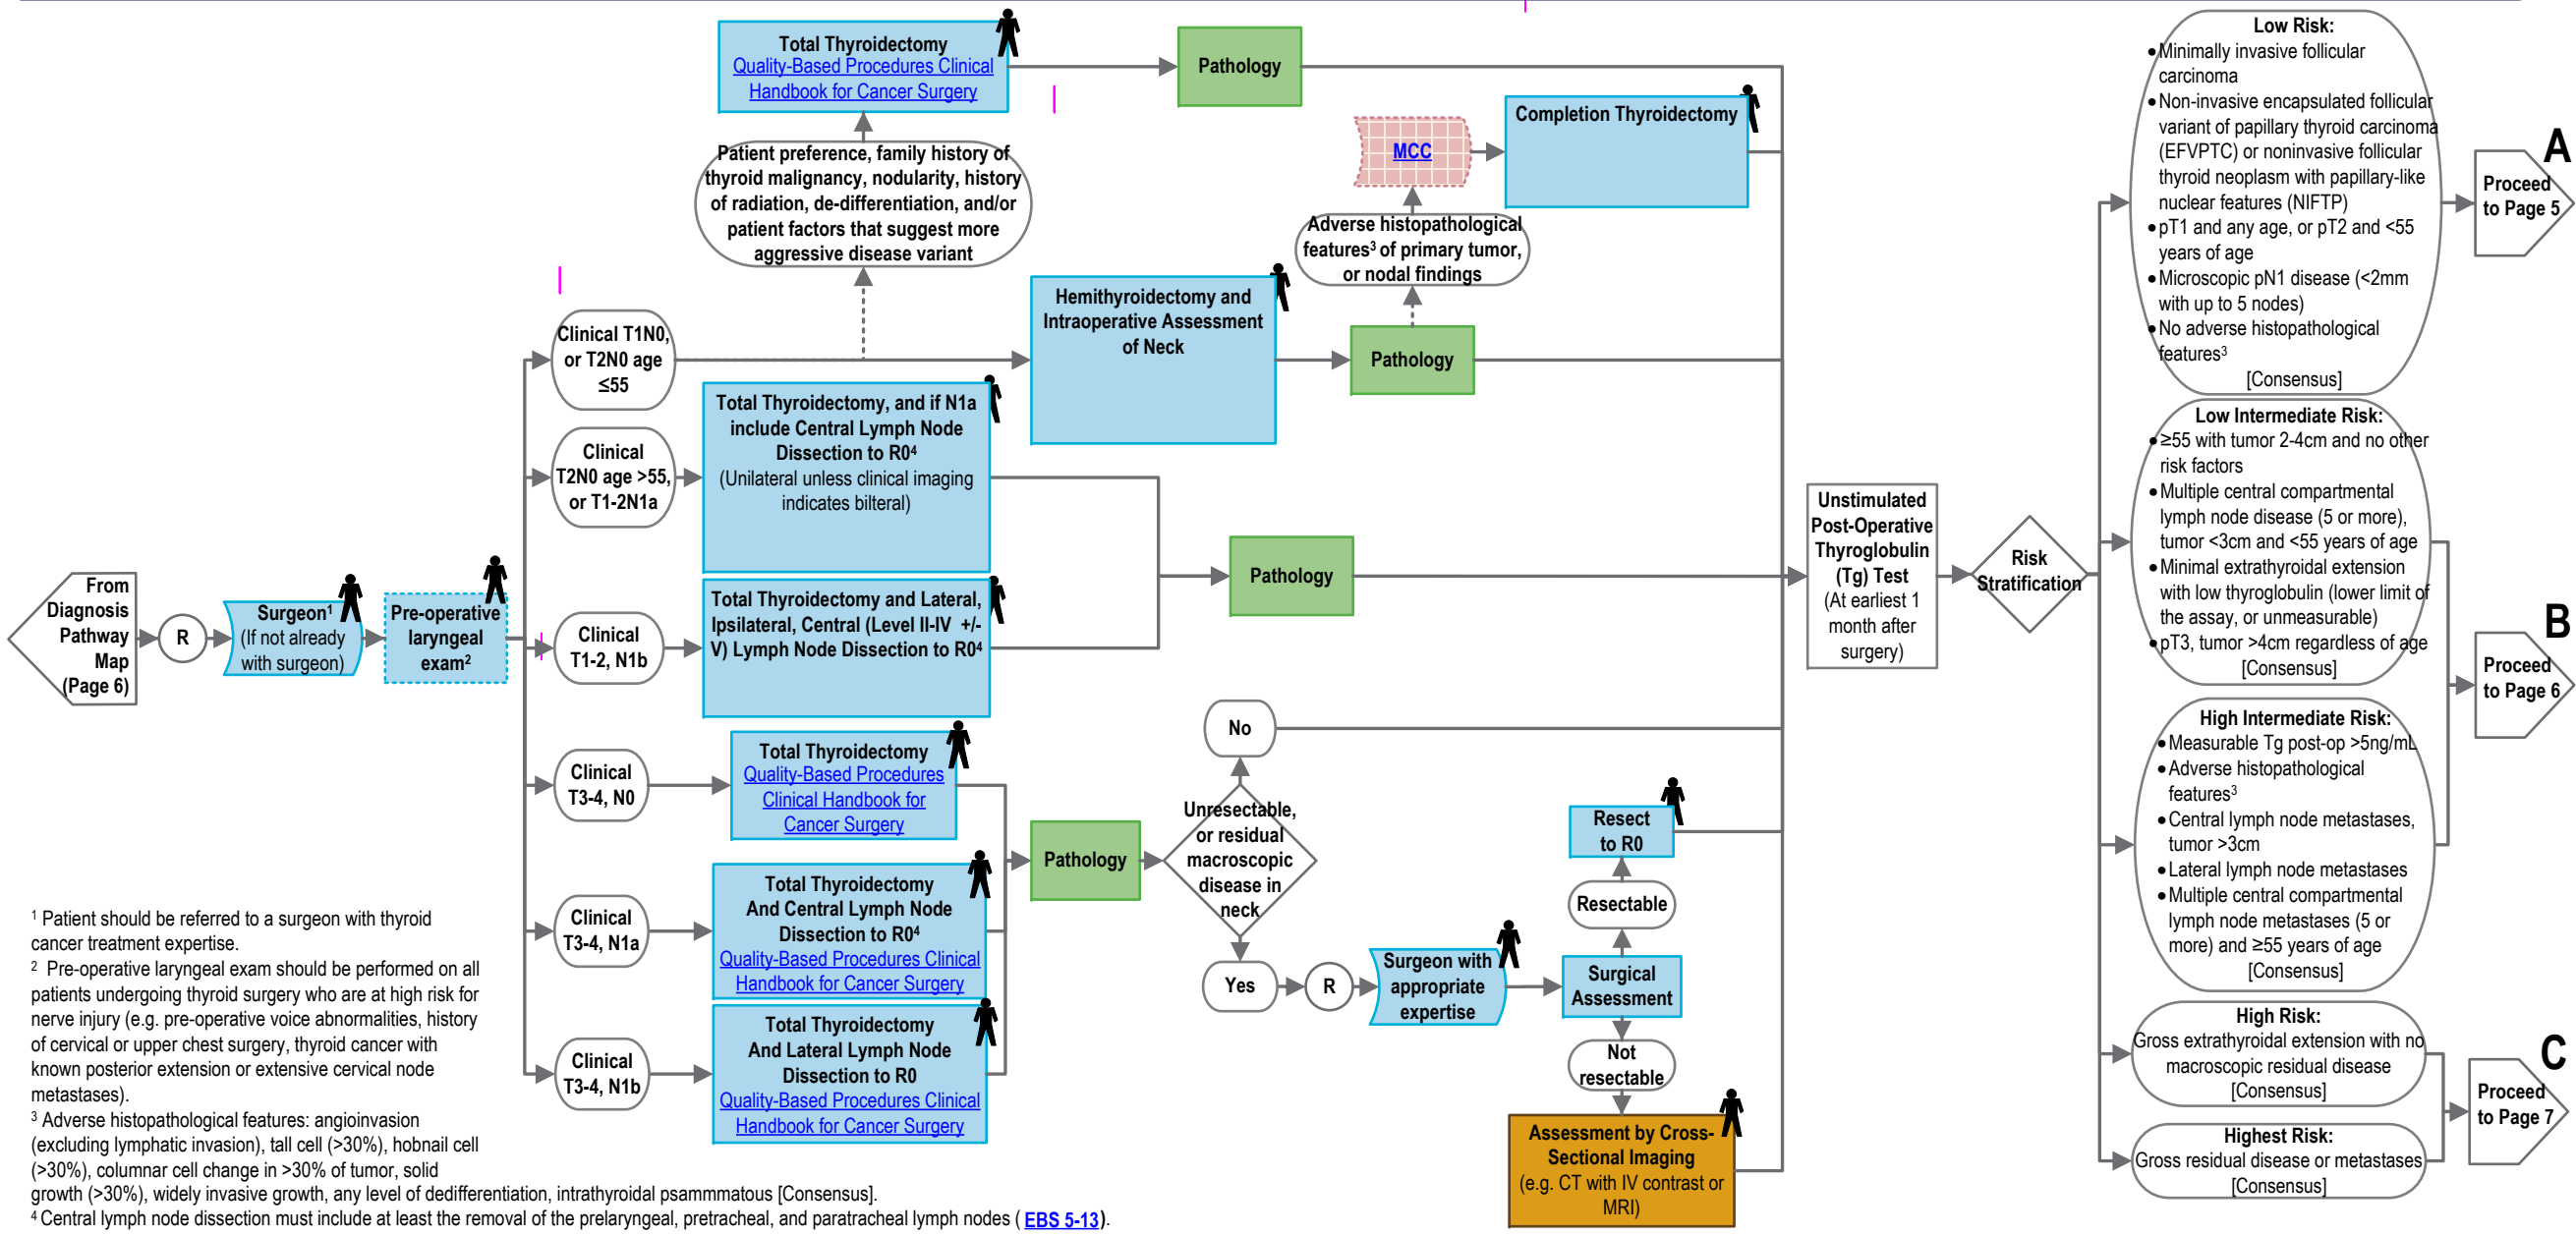 Total Thyroidectomy
Quality-Based Procedures Clinical
Handbook for Cancer Surgery
Pathology
Patient preference, family history of
thyroid malignancy, nodularity, history
of radiation, de-differentiation, and/or
patient factors that suggest more
aggressive disease variant
MCC
Completion Thyroidectomy
Adverse histopathological
features³ of primary tumor,
or nodal findings
From
Diagnosis
Pathway
Map
(Page 6)
R
Surgeon¹
(If not already
with surgeon)
Pre-operative
laryngeal
exam²
Clinical T1N0,
or T2N0 age
≤55
Hemithyroidectomy and
Intraoperative Assessment
of Neck
Pathology
Clinical
T2N0 age >55,
or T1-2N1a
Total Thyroidectomy, and if N1a
include Central Lymph Node
Dissection to R0⁴
(Unilateral unless clinical imaging
indicates bilteral)
Clinical
T1-2, N1b
Total Thyroidectomy and Lateral,
Ipsilateral, Central (Level II-IV +/-
V) Lymph Node Dissection to R0⁴
Pathology
Clinical
T3-4, N0
Total Thyroidectomy
Quality-Based Procedures
Clinical Handbook for
Cancer Surgery
Clinical
T3-4, N1a
Total Thyroidectomy
And Central Lymph Node
Dissection to R0⁴
Quality-Based Procedures Clinical
Handbook for Cancer Surgery
Clinical
T3-4, N1b
Total Thyroidectomy
And Lateral Lymph Node
Dissection to R0
Quality-Based Procedures Clinical
Handbook for Cancer Surgery
Pathology
Unresectable,
or residual
macroscopic
disease in
neck
No
Yes
R
Surgeon with
appropriate
expertise
Surgical
Assessment
Resectable
Resect
to R0
Not
resectable
Assessment by Cross-
Sectional Imaging
(e.g. CT with IV contrast or
MRI)
Unstimulated
Post-Operative
Thyroglobulin
(Tg) Test
(At earliest 1
month after
surgery)
Risk
Stratification
Low Risk:
• Minimally invasive follicular
carcinoma
• Non-invasive encapsulated follicular
variant of papillary thyroid carcinoma
(EFVPTC) or noninvasive follicular
thyroid neoplasm with papillary-like
nuclear features (NIFTP)
• pT1 and any age, or pT2 and <55
years of age
• Microscopic pN1 disease (<2mm
with up to 5 nodes)
• No adverse histopathological
features³
[Consensus]
A
Proceed
to Page 5
Low Intermediate Risk:
• ≥55 with tumor 2-4cm and no other
risk factors
• Multiple central compartmental
lymph node disease (5 or more),
tumor <3cm and <55 years of age
• Minimal extrathyroidal extension
with low thyroglobulin (lower limit of
the assay, or unmeasurable)
• pT3, tumor >4cm regardless of age
[Consensus]
B
Proceed
to Page 6
High Intermediate Risk:
• Measurable Tg post-op >5ng/mL
• Adverse histopathological
features³
• Central lymph node metastases,
tumor >3cm
• Lateral lymph node metastases
• Multiple central compartmental
lymph node metastases (5 or
more) and ≥55 years of age
[Consensus]
High Risk:
Gross extrathyroidal extension with no
macroscopic residual disease
[Consensus]
C
Proceed
to Page 7
Highest Risk:
Gross residual disease or metastases
[Consensus]
¹ Patient should be referred to a surgeon with thyroid
cancer treatment expertise.
² Pre-operative laryngeal exam should be performed on all
patients undergoing thyroid surgery who are at high risk for
nerve injury (e.g. pre-operative voice abnormalities, history
of cervical or upper chest surgery, thyroid cancer with
known posterior extension or extensive cervical node
metastases).
³ Adverse histopathological features: angioinvasion
(excluding lymphatic invasion), tall cell (>30%), hobnail cell
(>30%), columnar cell change in >30% of tumor, solid
growth (>30%), widely invasive growth, any level of dedifferentiation, intrathyroidal psammmatous [Consensus].
⁴ Central lymph node dissection must include at least the removal of the prelaryngeal, pretracheal, and paratracheal lymph nodes ( EBS 5-13).